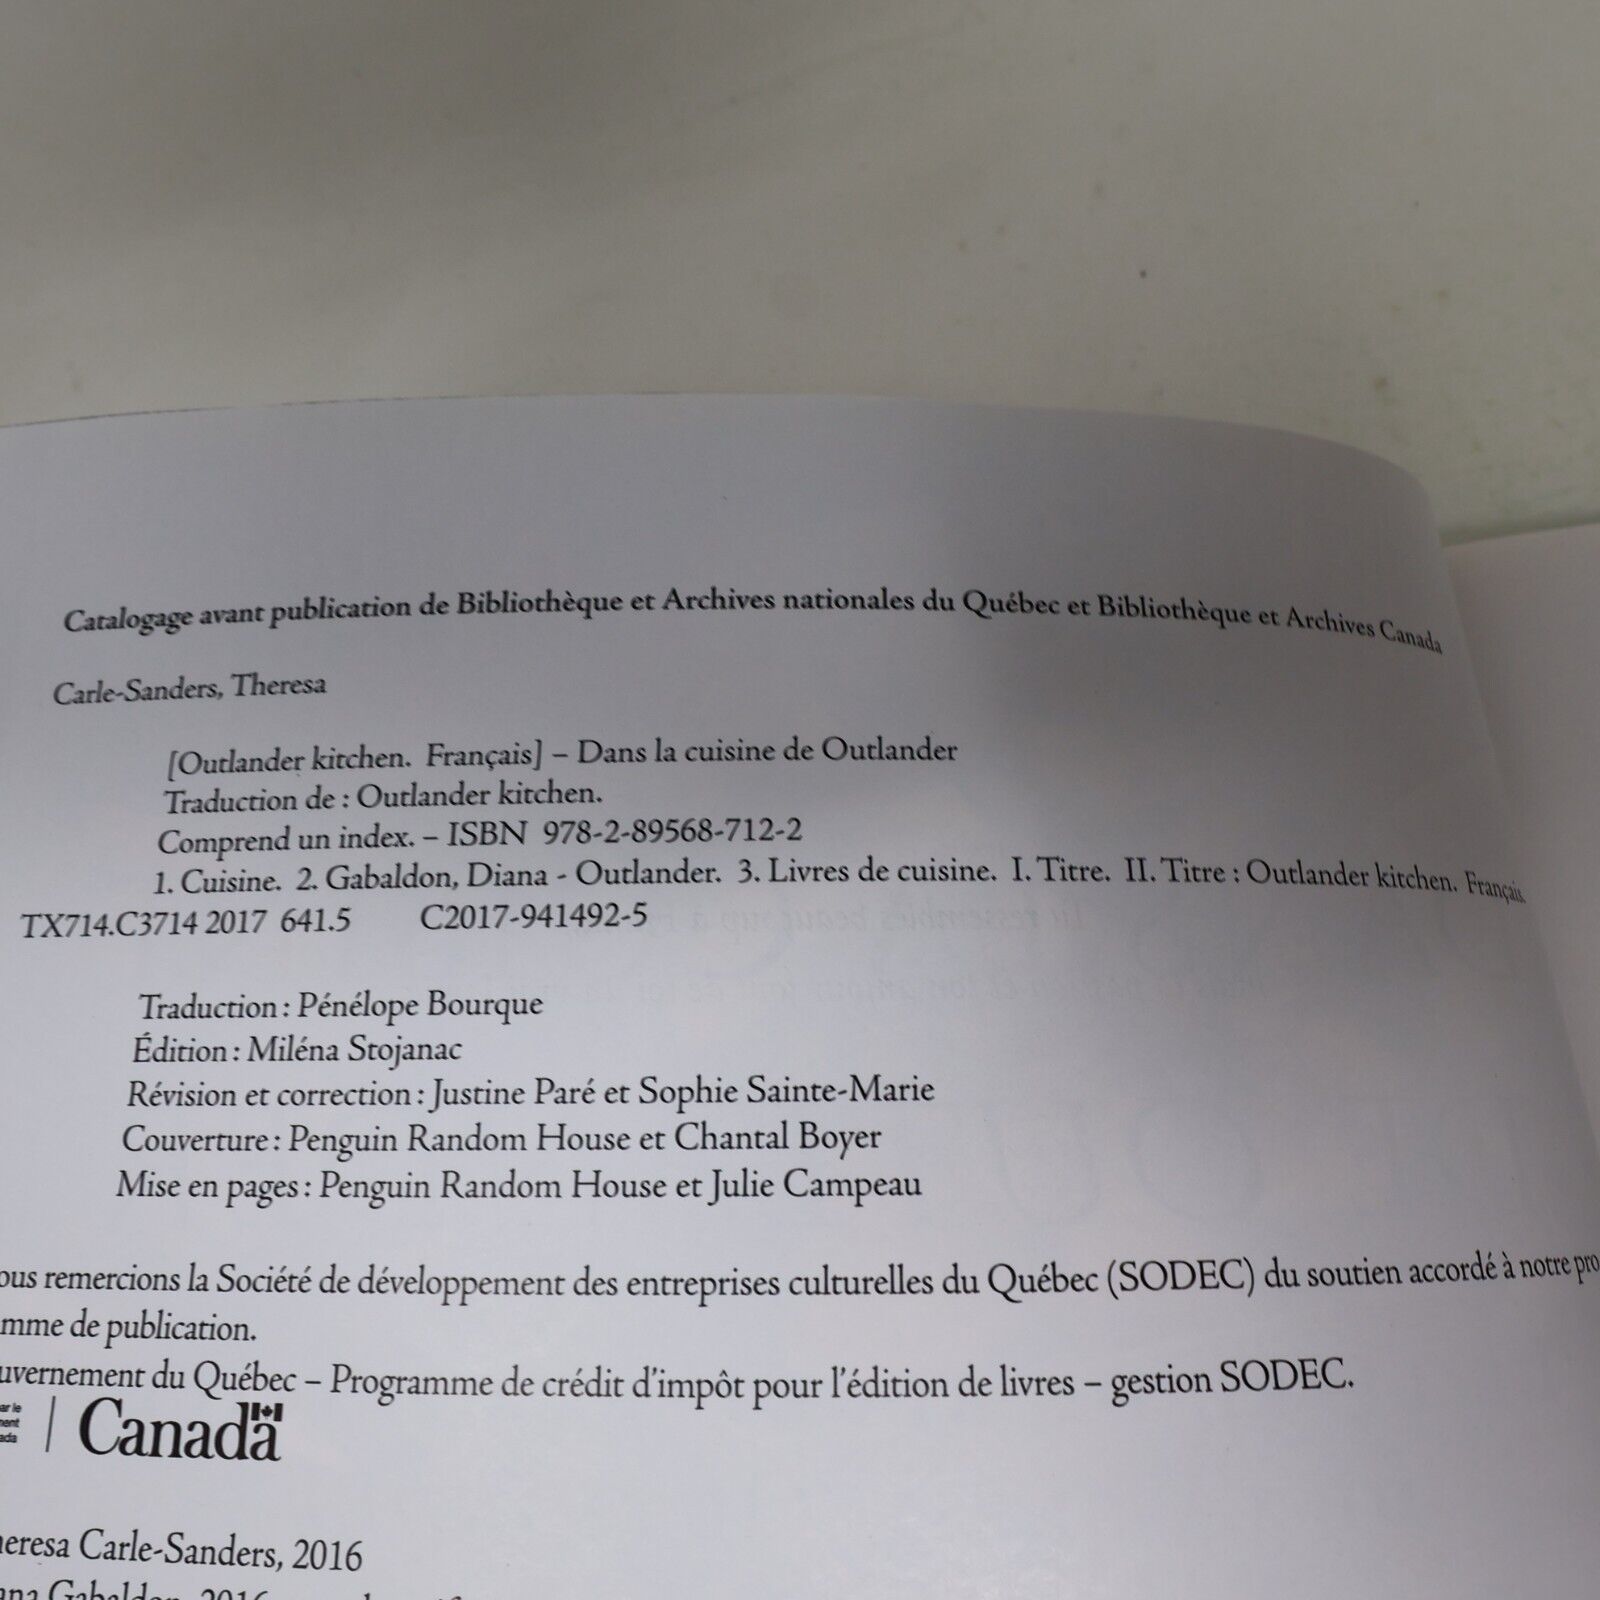 Catalogage avant publication de Bibliothèque et Archives nationales du Québec et Bibliothèque et Archives Canada
Carle-Sanders, Theresa
[Outlander kitchen. Français] – Dans la cuisine de Outlander
Traduction de : Outlander kitchen.
Comprend un index. – ISBN 978-2-89568-712-2
1. Cuisine. 2. Gabaldon, Diana - Outlander. 3. Livres de cuisine. I. Titre. II. Titre : Outlander kitchen. Français.
TX714.C3714 2017 641.5 C2017-941492-5
Traduction : Pénélope Bourque
Édition : Miléna Stojanac
Révision et correction : Justine Paré et Sophie Sainte-Marie
Couverture : Penguin Random House et Chantal Boyer
Mise en pages : Penguin Random House et Julie Campeau
ous remercions la Société de développement des entreprises culturelles du Québec (SODEC) du soutien accordé à notre pro
mme de publication.
uvernement du Québec – Programme de crédit d'impôt pour l'édition de livres – gestion SODEC.
Canada
heresa Carle-Sanders, 2016
Gabaldon, 2016